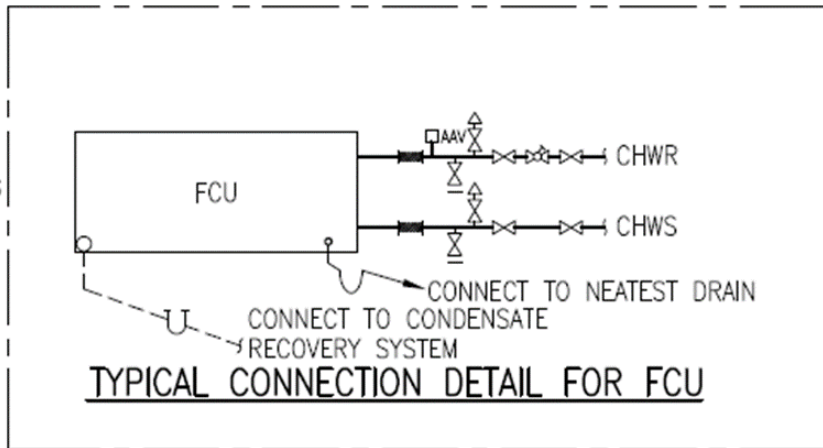 AAV
CHWR
FCU
CHWS
CONNECT TO NEATEST DRAIN
CONNECT TO CONDENSATE
RECOVERY SYSTEM
TYPICAL CONNECTION DETAIL FOR FCU